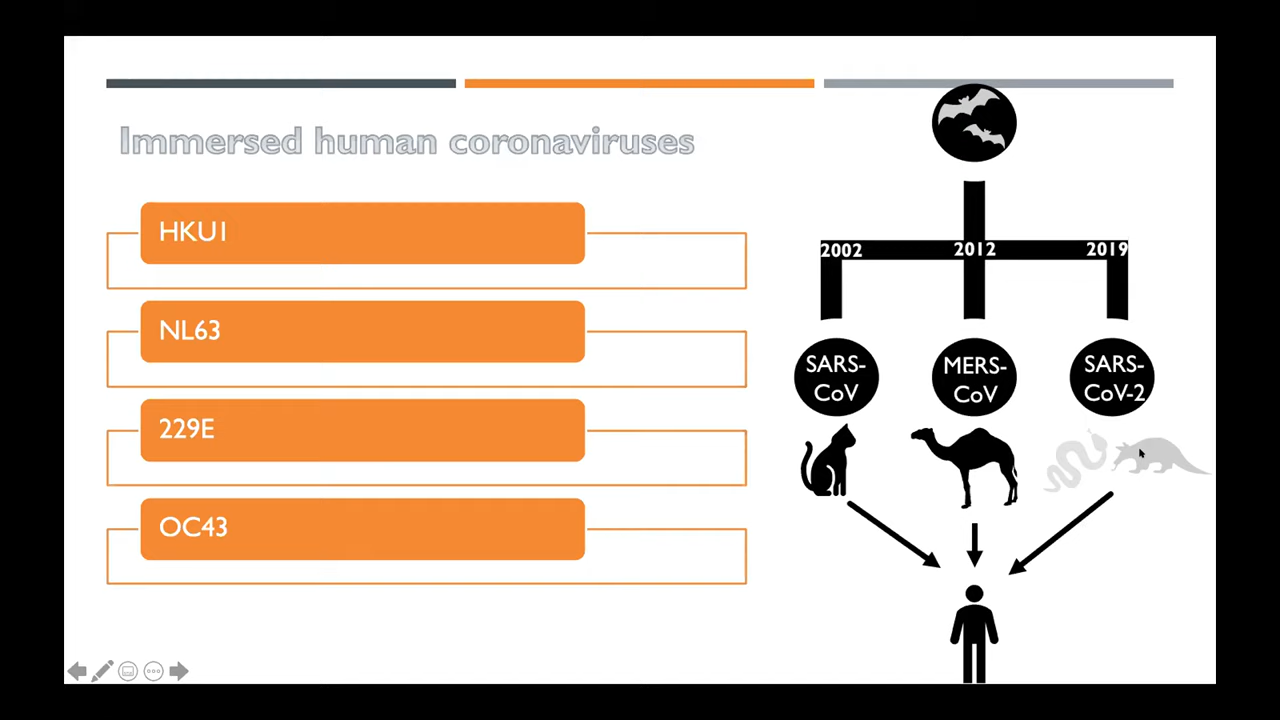 Immersed human coronaviruses
HKU1
NL63
229E
OC43
2002 2012 2019
SARS-
CoV
MERS-
CoV
SARS-
CoV-2